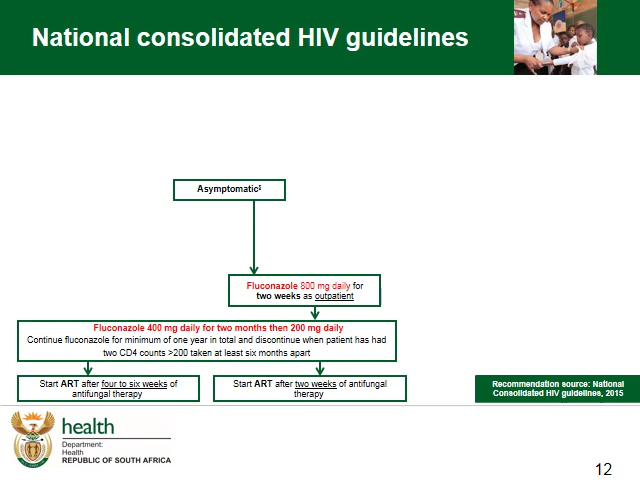 National consolidated HIV guidelines
Asymptomatic‡
Fluconazole 800 mg daily for
two weeks as outpatient
Fluconazole 400 mg daily for two months then 200 mg daily
Continue fluconazole for minimum of one year in total and discontinue when patient has had
two CD4 counts >200 taken at least six months apart
Start ART after four to six weeks of
antifungal therapy
Start ART after two weeks of antifungal
therapy
Recommendation source: National
Consolidated HIV guidelines, 2015
health
Department:
Health
REPUBLIC OF SOUTH AFRICA
12